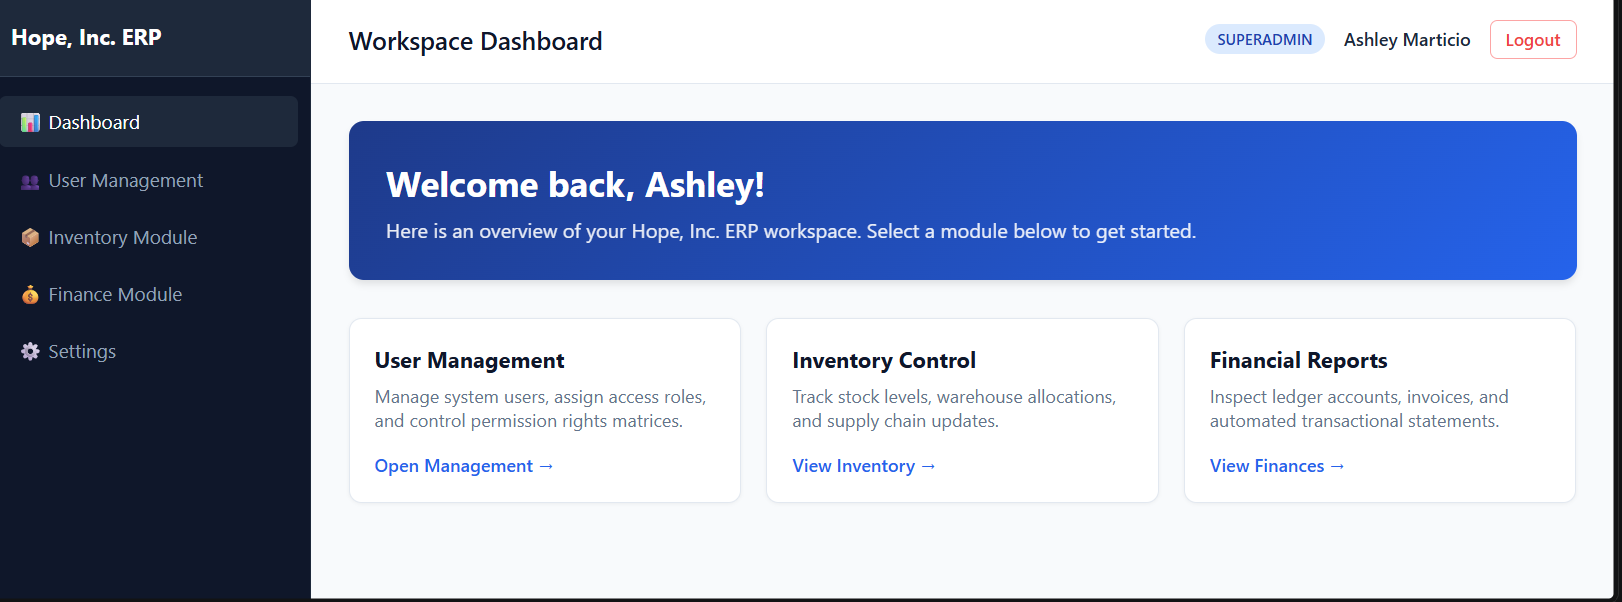 Hope, Inc. ERP
Dashboard
User Management
Inventory Module
Finance Module
Settings
Workspace Dashboard
SUPERADMIN
Ashley Marticio
Logout
Welcome back, Ashley!
Here is an overview of your Hope, Inc. ERP workspace. Select a module below to get started.
User Management
Manage system users, assign access roles,
and control permission rights matrices.
Open Management →
Inventory Control
Track stock levels, warehouse allocations,
and supply chain updates.
View Inventory →
Financial Reports
Inspect ledger accounts, invoices, and
automated transactional statements.
View Finances →